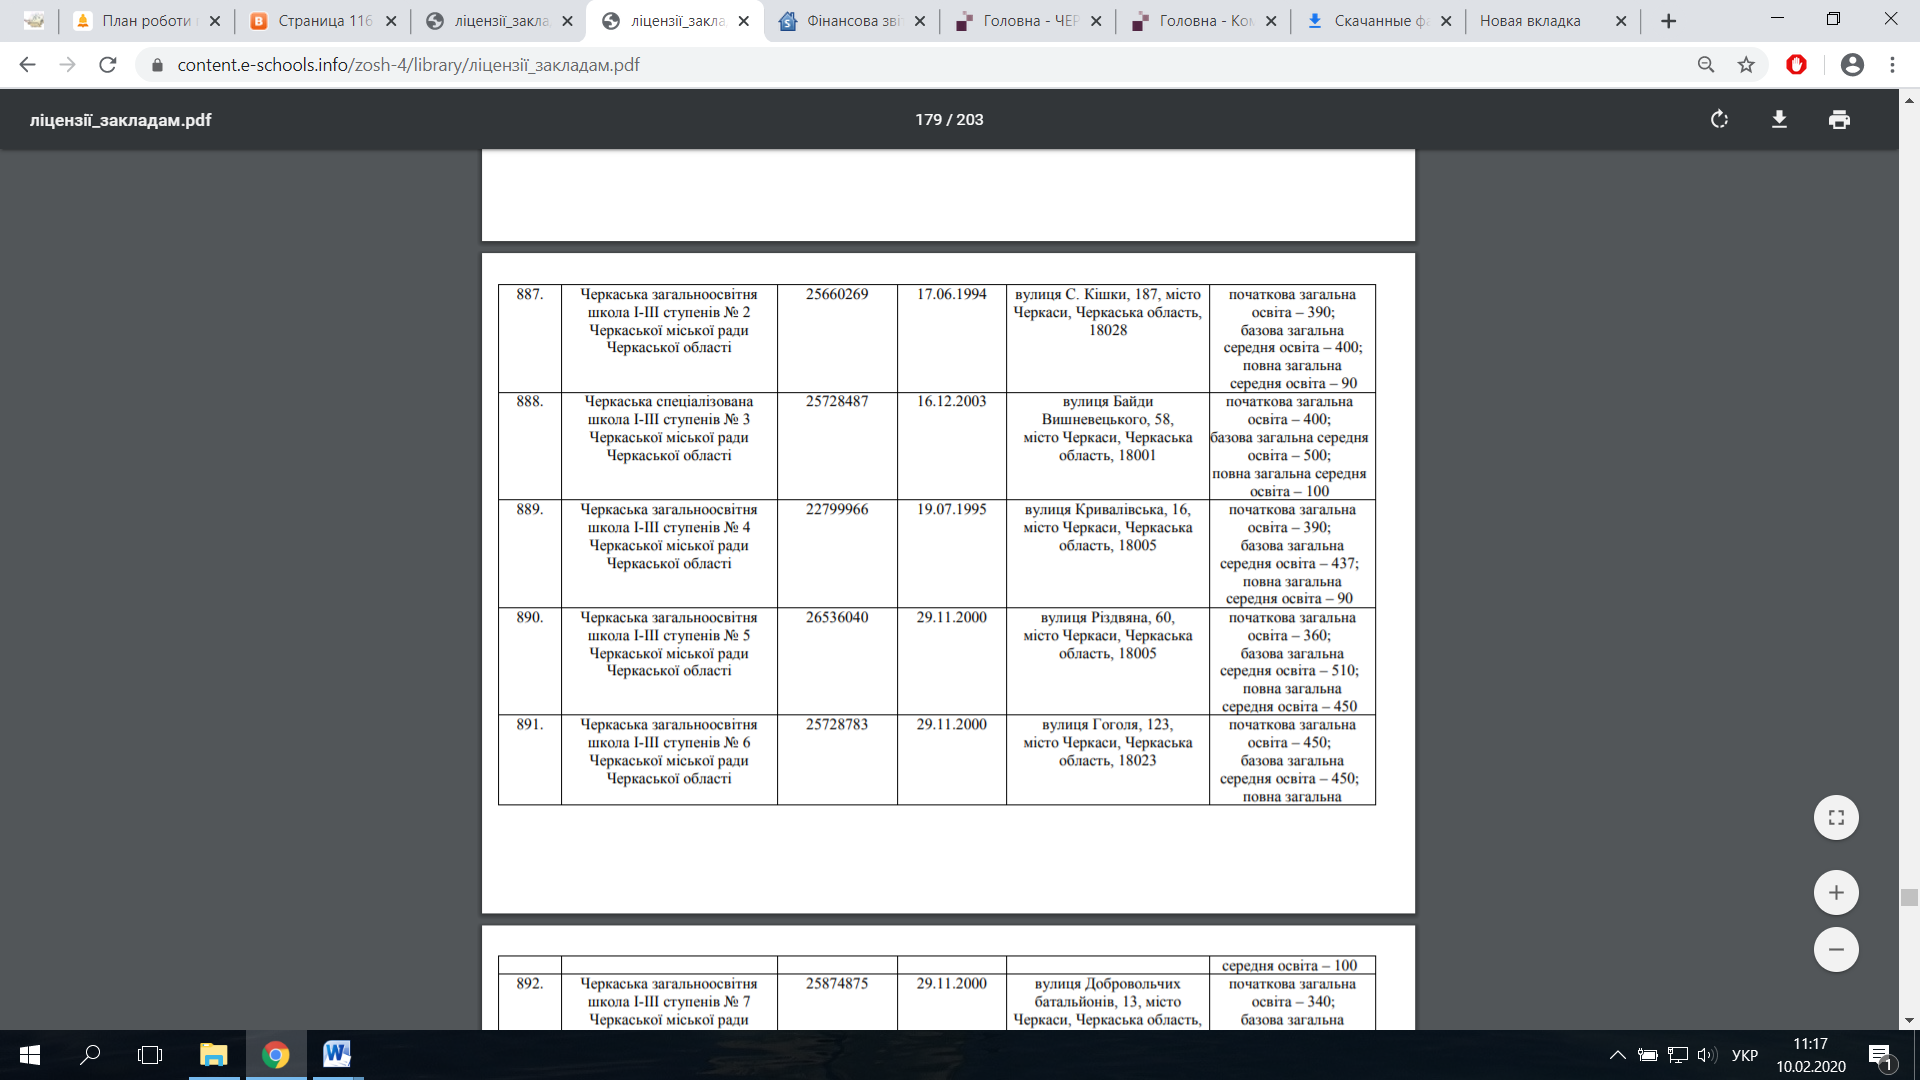 План роботи
Страница 116
ліцензії_закла
ліцензії_закла
Фінансова зві
Головна - ЧЕР
Головна - Ком
Скачанные ф
Новая вкладка
content.e-schools.info/zosh-4/library/ліцензії_закладам.pdf
ліцензії_закладам.pdf
179 / 203
887.
Черкаська загальноосвітня
школа І-ІІІ ступенів № 2
Черкаської міської ради
Черкаської області
25660269
17.06.1994
вулиця С. Кішки, 187, місто
Черкаси, Черкаська область,
18028
початкова загальна
освіта – 390;
базова загальна
середня освіта – 400;
повна загальна
середня освіта – 90
888.
Черкаська спеціалізована
школа І-ІІІ ступенів № 3
Черкаської міської ради
Черкаської області
25728487
16.12.2003
вулиця Байди
Вишневецького, 58,
місто Черкаси, Черкаська
область, 18001
початкова загальна
освіта – 400;
базова загальна середня
освіта – 500;
повна загальна середня
освіта – 100
889.
Черкаська загальноосвітня
школа І-ІІІ ступенів № 4
Черкаської міської ради
Черкаської області
22799966
19.07.1995
вулиця Кривалівська, 16,
місто Черкаси, Черкаська
область, 18005
початкова загальна
освіта – 390;
базова загальна
середня освіта – 437;
повна загальна
середня освіта – 90
890.
Черкаська загальноосвітня
школа І-ІІІ ступенів № 5
Черкаської міської ради
Черкаської області
26536040
29.11.2000
вулиця Різдвяна, 60,
місто Черкаси, Черкаська
область, 18005
початкова загальна
освіта – 360;
базова загальна
середня освіта – 510;
повна загальна
середня освіта – 450
891.
Черкаська загальноосвітня
школа І-ІІІ ступенів № 6
Черкаської міської ради
Черкаської області
25728783
29.11.2000
вулиця Гоголя, 123,
місто Черкаси, Черкаська
область, 18023
початкова загальна
освіта – 450;
базова загальна
середня освіта – 450;
повна загальна
середня освіта – 100
892.
Черкаська загальноосвітня
школа І-ІІІ ступенів № 7
Черкаської міської ради
25874875
29.11.2000
вулиця Добровольчих
батальйонів, 13, місто
Черкаси, Черкаська область,
початкова загальна
освіта – 340;
базова загальна
УКР
11:17
10.02.2020
1